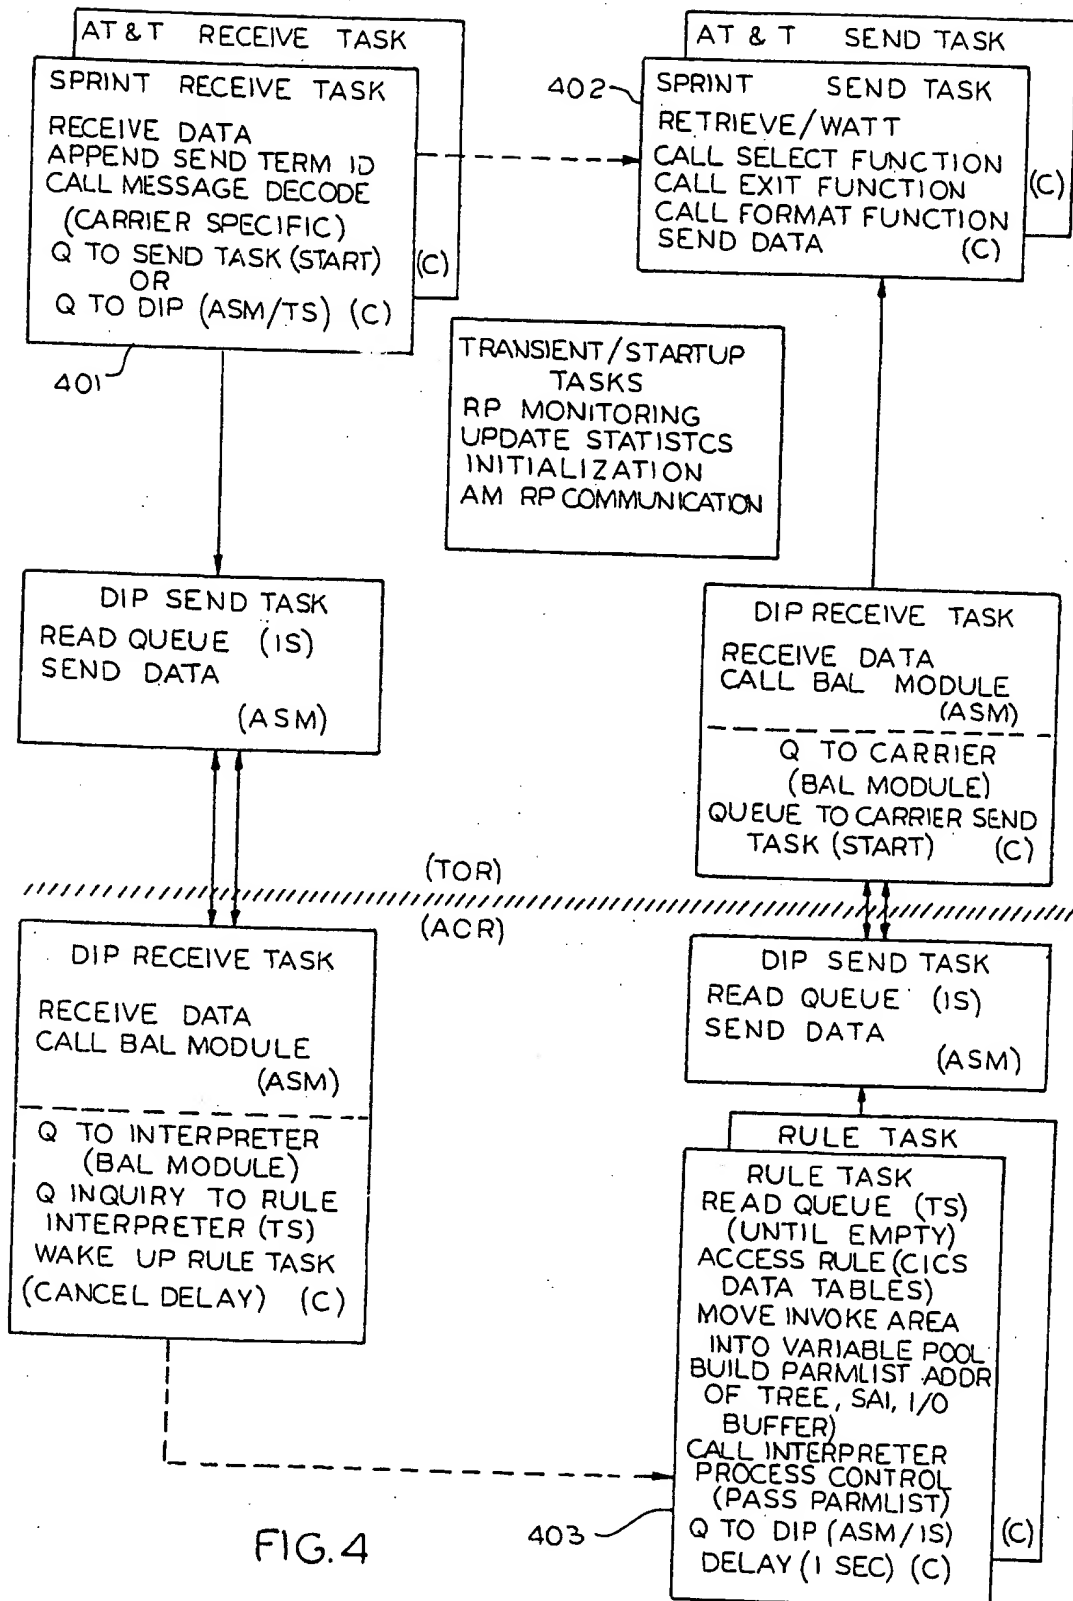 AT & T RECEIVE TASK
SPRINT RECEIVE TASK
RECEIVE DATA
APPEND SEND TERM ID
CALL MESSAGE DECODE
(CARRIER SPECIFIC)
Q TO SEND TASK (START) (C)
OR
Q TO DIP (ASM/TS) (C)
401
AT & T SEND TASK
402
SPRINT SEND TASK
RETRIEVE/WATT
CALL SELECT FUNCTION
CALL EXIT FUNCTION (C)
CALL FORMAT FUNCTION
SEND DATA (C)
TRANSIENT/STARTUP
TASKS
RP MONITORING
UPDATE STATISTCS
INITIALIZATION
AM RP COMMUNICATION
DIP SEND TASK
READ QUEUE (IS)
SEND DATA
(ASM)
DIP RECEIVE TASK
RECEIVE DATA
CALL BAL MODULE
(ASM)
Q TO CARRIER
(BAL MODULE)
QUEUE TO CARRIER SEND
TASK (START) (C)
(TOR)
(ACR)
DIP RECEIVE TASK
RECEIVE DATA
CALL BAL MODULE
(ASM)
Q TO INTERPRETER
(BAL MODULE)
Q INQUIRY TO RULE
INTERPRETER (TS)
WAKE UP RULE TASK
(CANCEL DELAY) (C)
DIP SEND TASK
READ QUEUE (IS)
SEND DATA
(ASM)
RULE TASK
RULE TASK
READ QUEUE (TS)
(UNTIL EMPTY)
ACCESS RULE (CICS
DATA TABLES)
MOVE INVOKE AREA
INTO VARIABLE POOL
BUILD PARMLIST ADDR
OF TREE, SAI, I/O
BUFFER)
CALL INTERPRETER
PROCESS CONTROL
(PASS PARMLIST)
Q TO DIP (ASM/IS) (C)
DELAY (1 SEC) (C)
403
FIG. 4